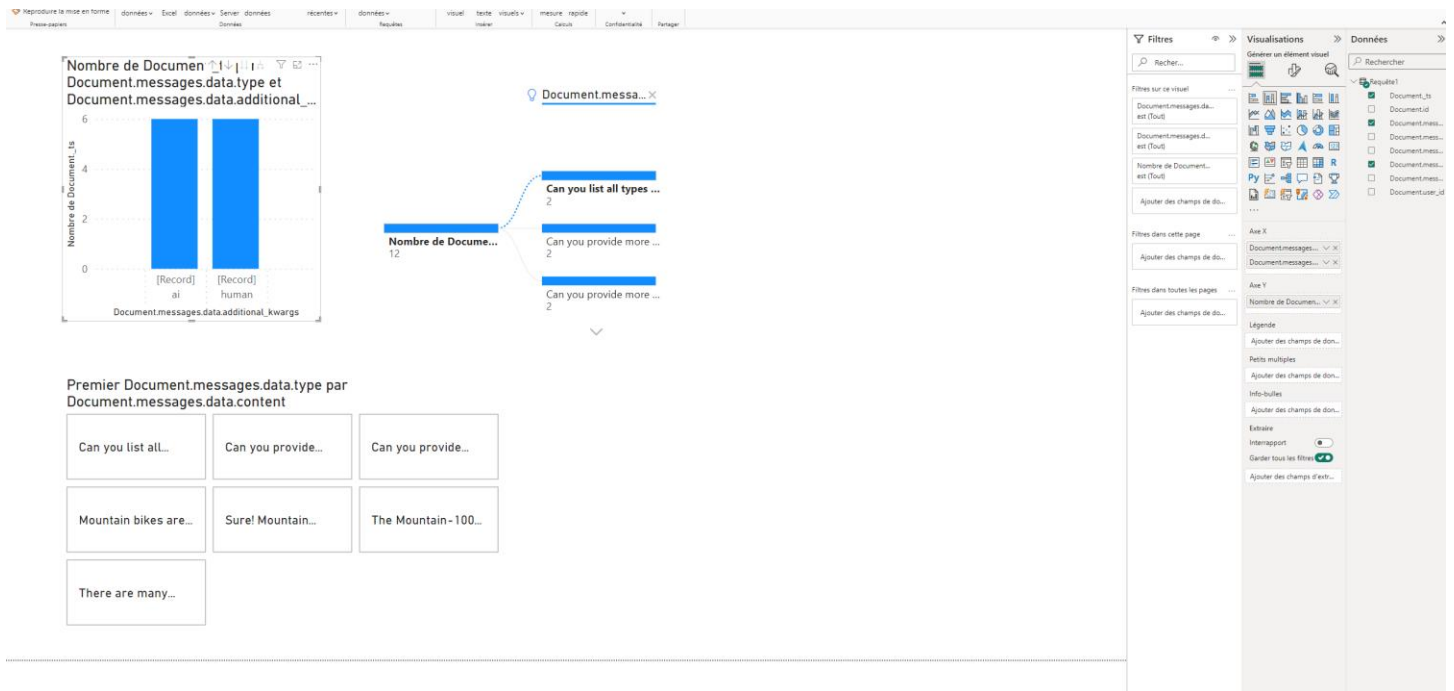 Reproduire la mise en forme
données
Excel
données
Server
données
récentes
données
visuel
texte
visuels
mesure
rapide
Presse-papiers
Données
Requêtes
Insérer
Calculs
Confidentialité
Partager
Nombre de Documen
Document.messages.data.type et
Document.messages.data.additional_...
6
4
2
0
Nombre de Document_ts
[Record]
[Record]
ai
human
Document.messages.data.additional_kwargs
Document.messa...
Nombre de Docume...
12
Can you list all types ...
2
Can you provide more ...
2
Can you provide more ...
2
Premier Document.messages.data.type par
Document.messages.data.content
Can you list all...
Can you provide...
Can you provide...
Mountain bikes are...
Sure! Mountain...
The Mountain-100...
There are many...
Filtres
Recher...
Filtres sur ce visuel
...
Document.messages.da...
est (Tout)
Document.messages.d...
est (Tout)
Nombre de Document...
est (Tout)
Ajouter des champs de do...
Filtres dans cette page
...
Ajouter des champs de do...
Filtres dans toutes les pages
...
Ajouter des champs de do...
Visualisations
Générer un élément visuel
R
Py
...
Axe X
Document.messages...
Document.messages...
Axe Y
Nombre de Documen...
Légende
Ajouter des champs de don...
Petits multiples
Ajouter des champs de don...
Info-bulles
Ajouter des champs de don...
Extraire
Interrapport
Garder tous les filtres
Ajouter des champs d'extr...
Données
Rechercher
Requête1
Document._ts
Document.id
Document.mess...
Document.mess...
Document.mess...
Document.mess...
Document.mess...
Document.user_id